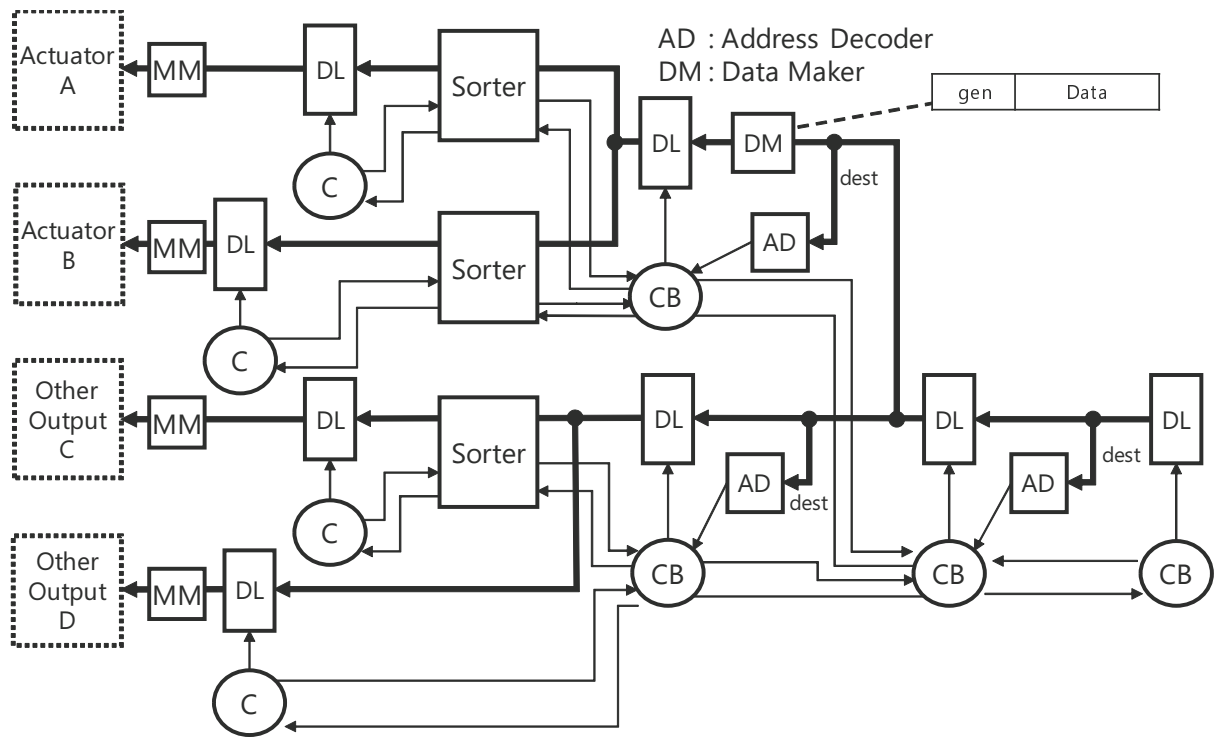 Actuator
A
MM
DL
Sorter
C
AD : Address Decoder
DM : Data Maker
gen Data
DL
DM
dest
AD
CB
Actuator
B
MM
DL
Sorter
C
Other
Output
C
MM
DL
Sorter
C
DL
AD
dest
CB
DL
AD
dest
CB
DL
CB
Other
Output
D
MM
DL
C